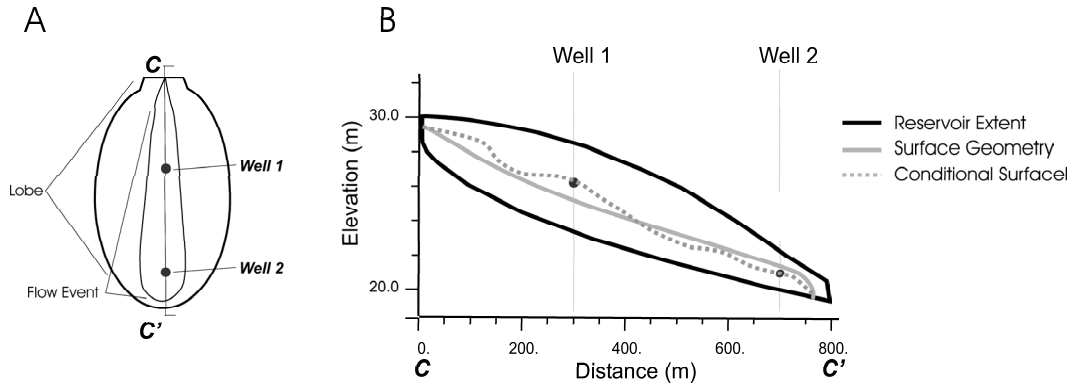 A
C
Well 1
Lobe
Well 2
Flow Event
C'
B
Well 1
Well 2
30.0
20.0
Elevation (m)
0.
200.
400.
600.
800.
C
Distance (m)
C'
Reservoir Extent
Surface Geometry
Conditional Surfacel